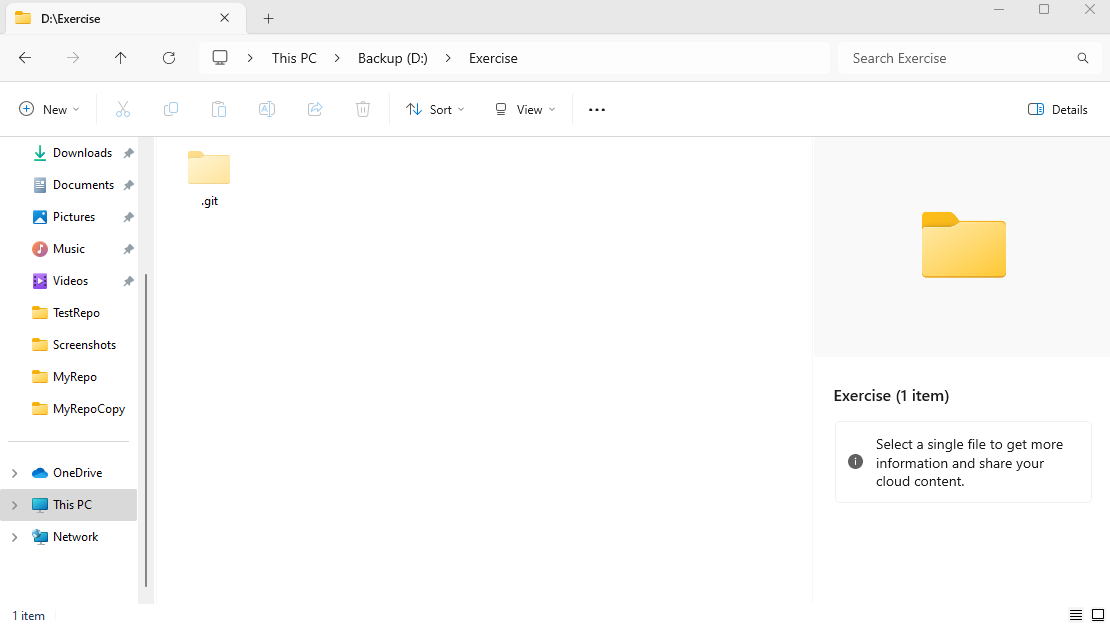 D:\Exercise
This PC
Backup (D:)
Exercise
Search Exercise
New
Sort
View
Details
Downloads
Documents
Pictures
Music
Videos
TestRepo
Screenshots
MyRepo
MyRepoCopy
OneDrive
This PC
Network
.git
Exercise (1 item)
Select a single file to get more
information and share your
cloud content.
1 item